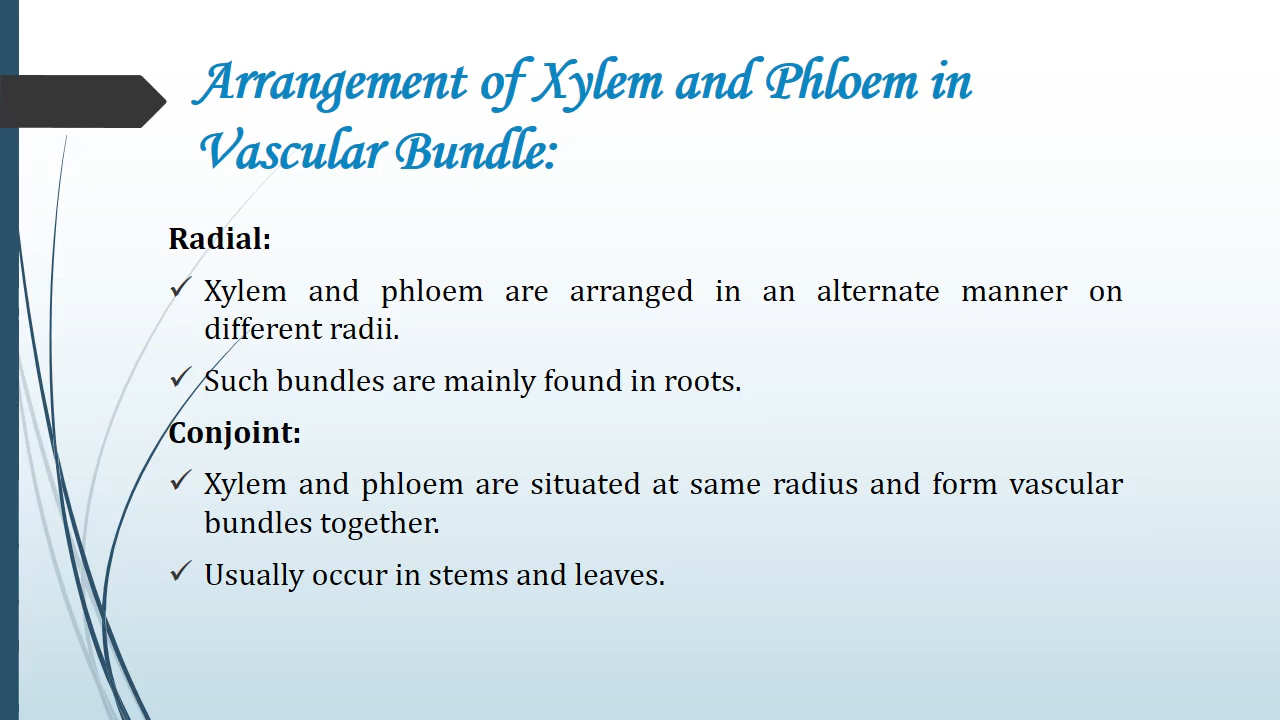 Arrangement of Xylem and Phloem in
Vascular Bundle:
Radial:
✓ Xylem and phloem are arranged in an alternate manner on
different radii.
✓ Such bundles are mainly found in roots.
Conjoint:
✓ Xylem and phloem are situated at same radius and form vascular
bundles together.
✓ Usually occur in stems and leaves.